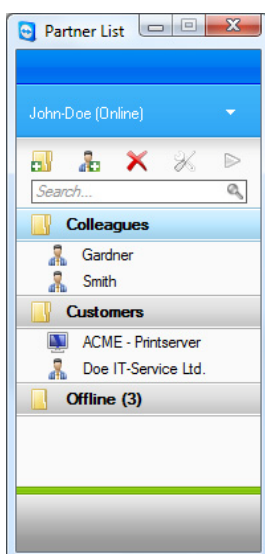 Partner List
John-Doe (Online)
Search...
Colleagues
Gardner
Smith
Customers
ACME - Printserver
Doe IT-Service Ltd.
Offline (3)